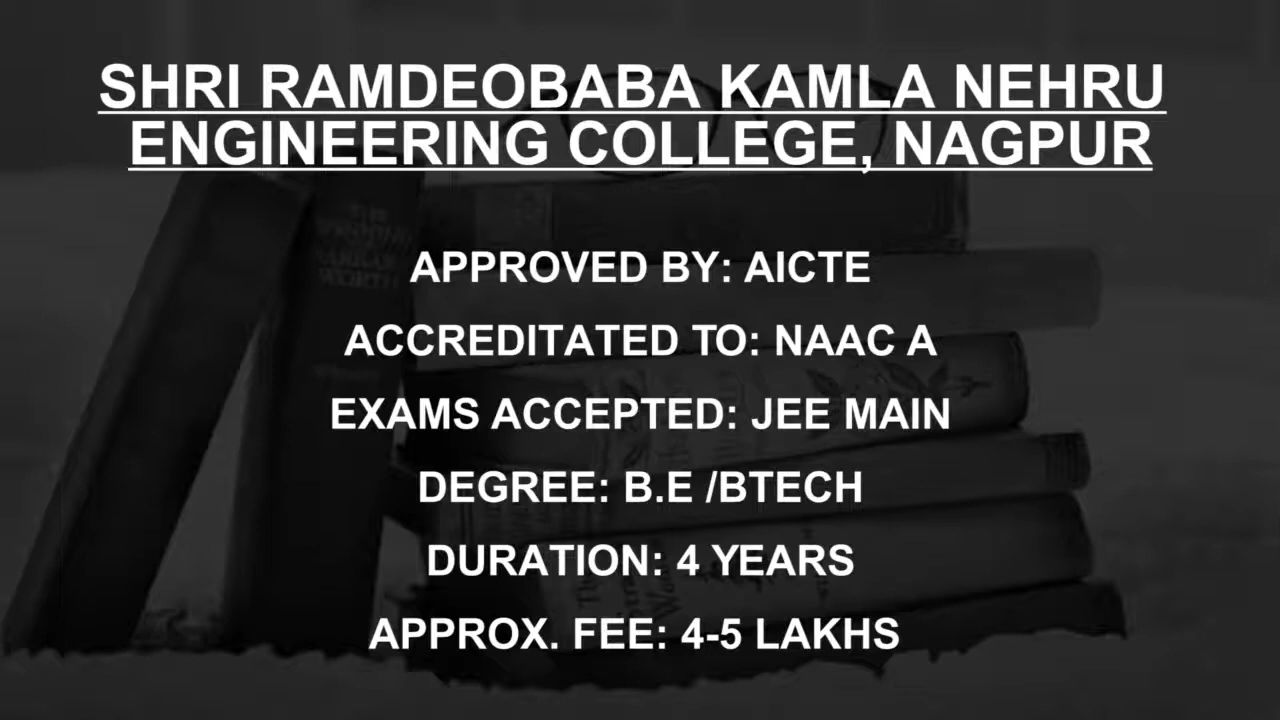 SHRI RAMDEOBABA KAMLA NEHRU
ENGINEERING COLLEGE, NAGPUR
APPROVED BY: AICTE
ACCREDITATED TO: NAAC A
EXAMS ACCEPTED: JEE MAIN
DEGREE: B.E /BTECH
DURATION: 4 YEARS
APPROX. FEE: 4-5 LAKHS